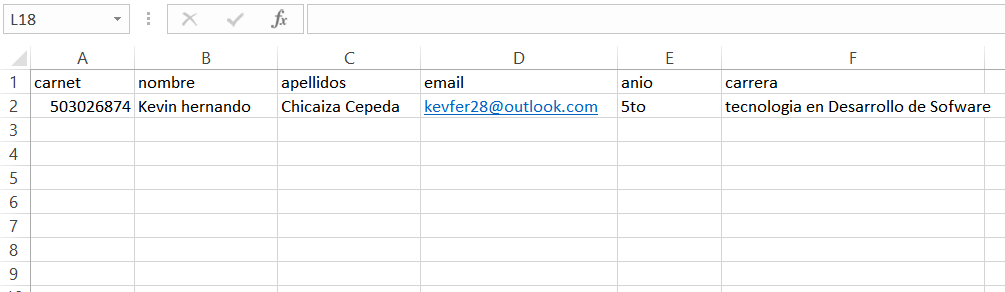 L18
fx
A B C D E F
1 carnet nombre apellidos email anio carrera
2 503026874 Kevin hernando Chicaiza Cepeda kevfer28@outlook.com 5to tecnologia en Desarrollo de Sofware
3
4
5
6
7
8
9